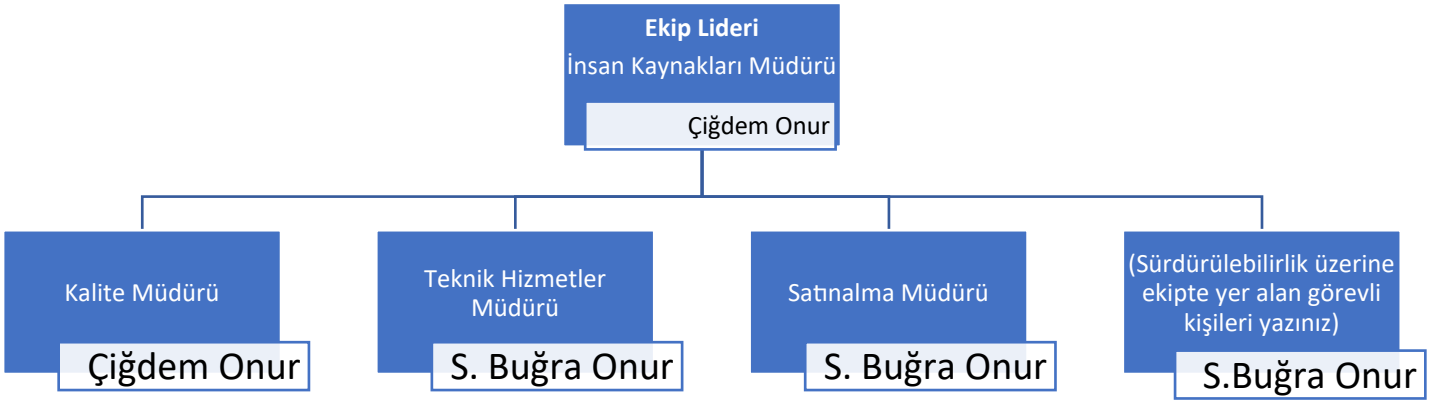 Ekip Lideri
İnsan Kaynakları Müdürü
Çiğdem Onur
Kalite Müdürü
Çiğdem Onur
Teknik Hizmetler
Müdürü
S. Buğra Onur
Satınalma Müdürü
S. Buğra Onur
(Sürdürülebilirlik üzerine
ekipte yer alan görevli
kişileri yazınız)
S.Buğra Onur